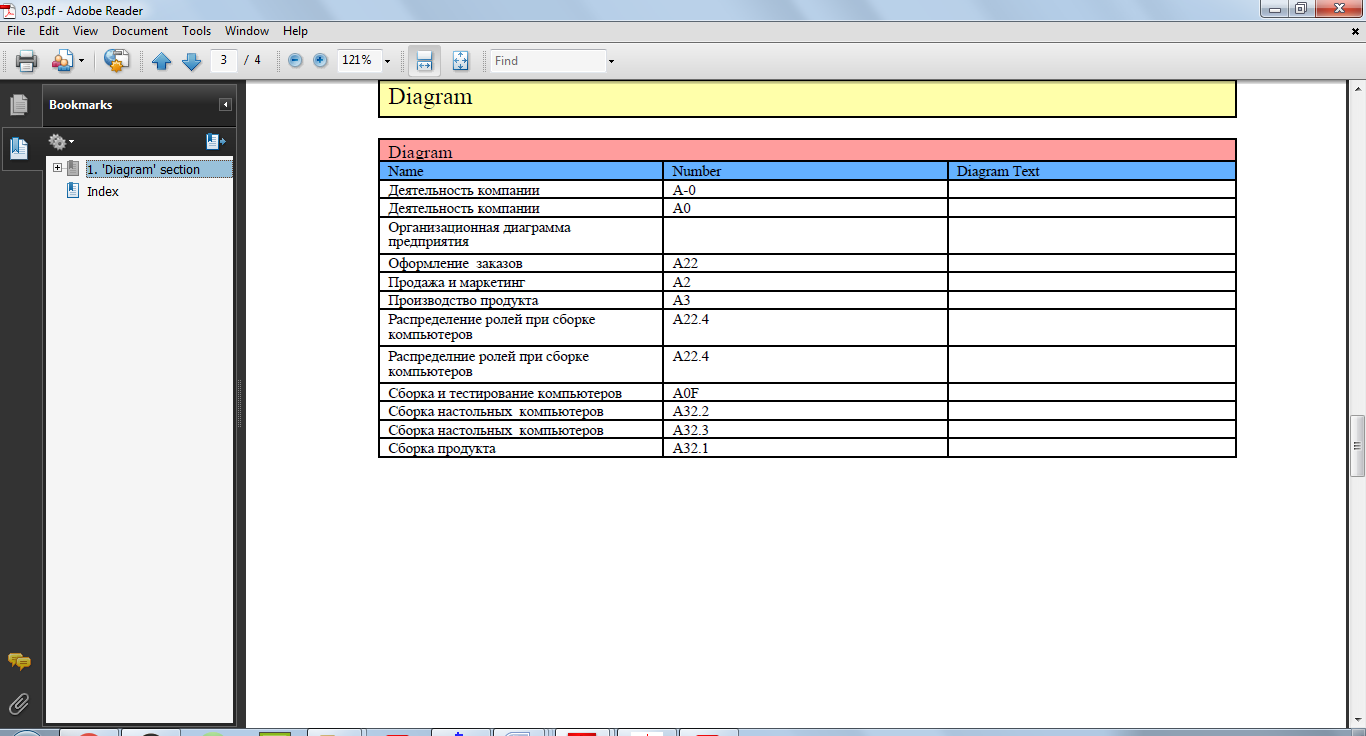 03.pdf - Adobe Reader
File Edit View Document Tools Window Help
3 / 4 121% Find
Bookmarks
1. 'Diagram' section
Index
Diagram
Diagram
Name Number Diagram Text
Деятельность компании A-0
Деятельность компании A0
Организационная диаграмма
предприятия
Оформление  заказов A22
Продажа и маркетинг A2
Производство продукта A3
Распределение ролей при сборке A22.4
компьютеров
Распределние ролей при сборке A22.4
компьютеров
Сборка и тестирование компьютеров A0F
Сборка настольных  компьютеров A32.2
Сборка настольных  компьютеров A32.3
Сборка продукта A32.1